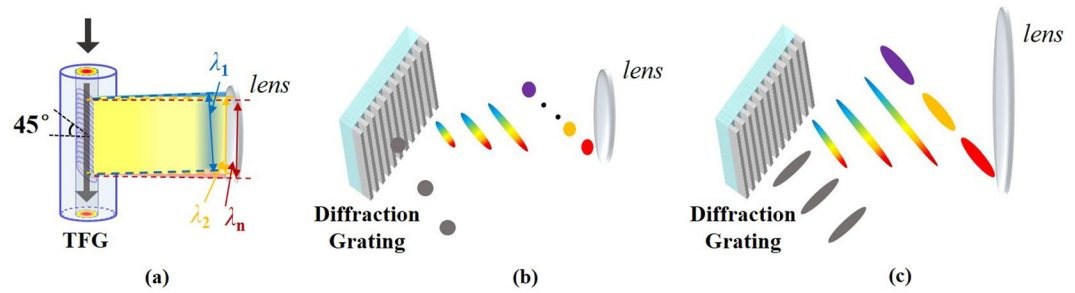 λ1
lens
45°
λ2
λn
TFG
(a)
lens
Diffraction
Grating
(b)
lens
Diffraction
Grating
(c)